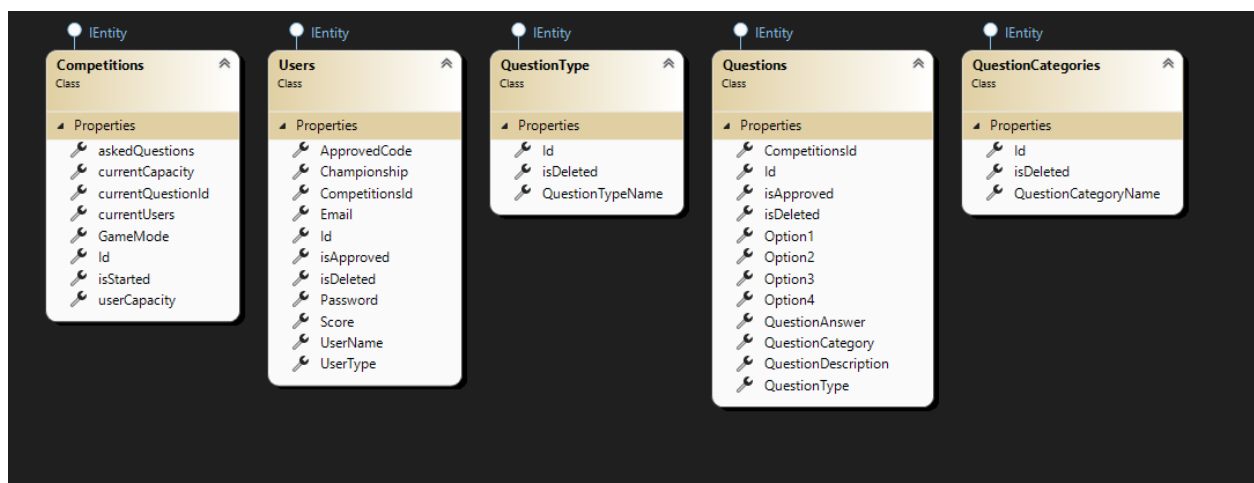 IEntity
Competitions
Class
Properties
askedQuestions
currentCapacity
currentQuestionId
currentUsers
GameMode
Id
isStarted
userCapacity
IEntity
Users
Class
Properties
ApprovedCode
Championship
CompetitionsId
Email
Id
isApproved
isDeleted
Password
Score
UserName
UserType
IEntity
QuestionType
Class
Properties
Id
isDeleted
QuestionTypeName
IEntity
Questions
Class
Properties
CompetitionsId
Id
isApproved
isDeleted
Option1
Option2
Option3
Option4
QuestionAnswer
QuestionCategory
QuestionDescription
QuestionType
IEntity
QuestionCategories
Class
Properties
Id
isDeleted
QuestionCategoryName